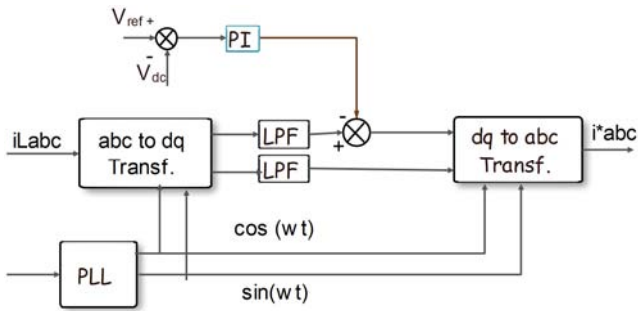 V ref +
PI
-
Vdc
-
+
iLabc
abc to dq
Transf.
LPF
LPF
dq to abc
Transf.
i*abc
cos (wt)
PLL
sin(wt)